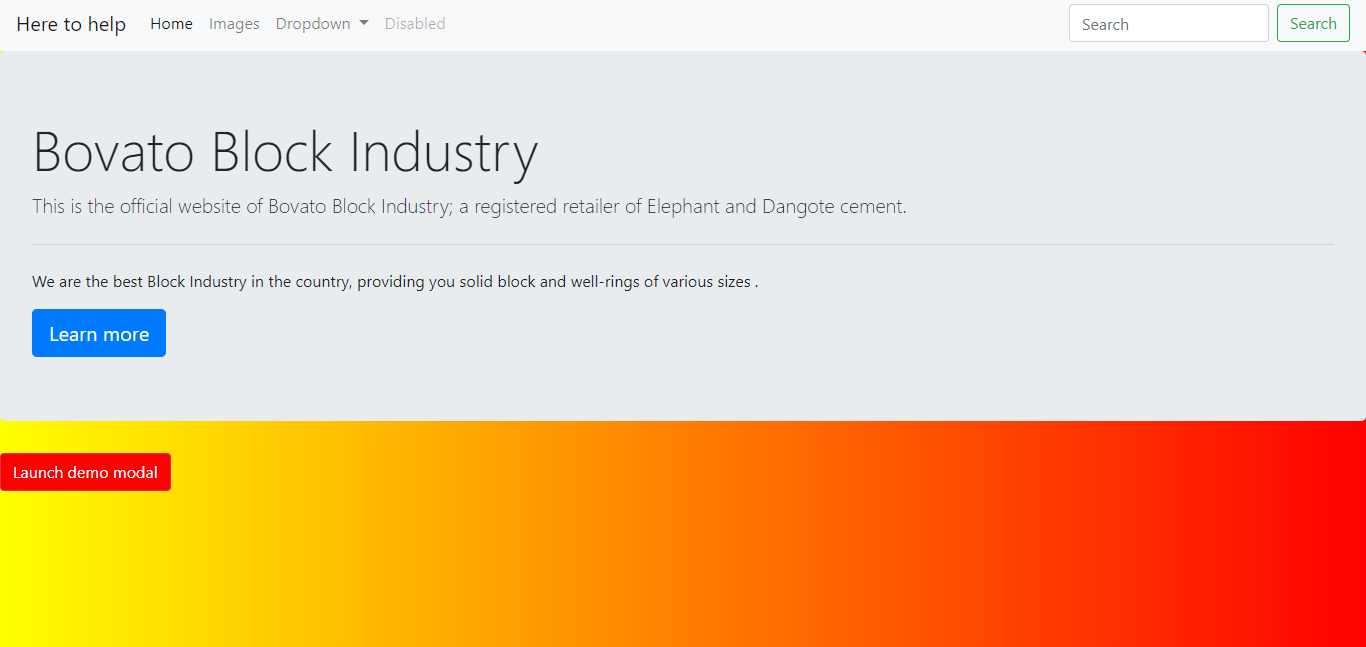 Here to help Home Images Dropdown Disabled Search Search
Bovato Block Industry
This is the official website of Bovato Block Industry; a registered retailer of Elephant and Dangote cement.
We are the best Block Industry in the country, providing you solid block and well-rings of various sizes .
Learn more
Launch demo modal